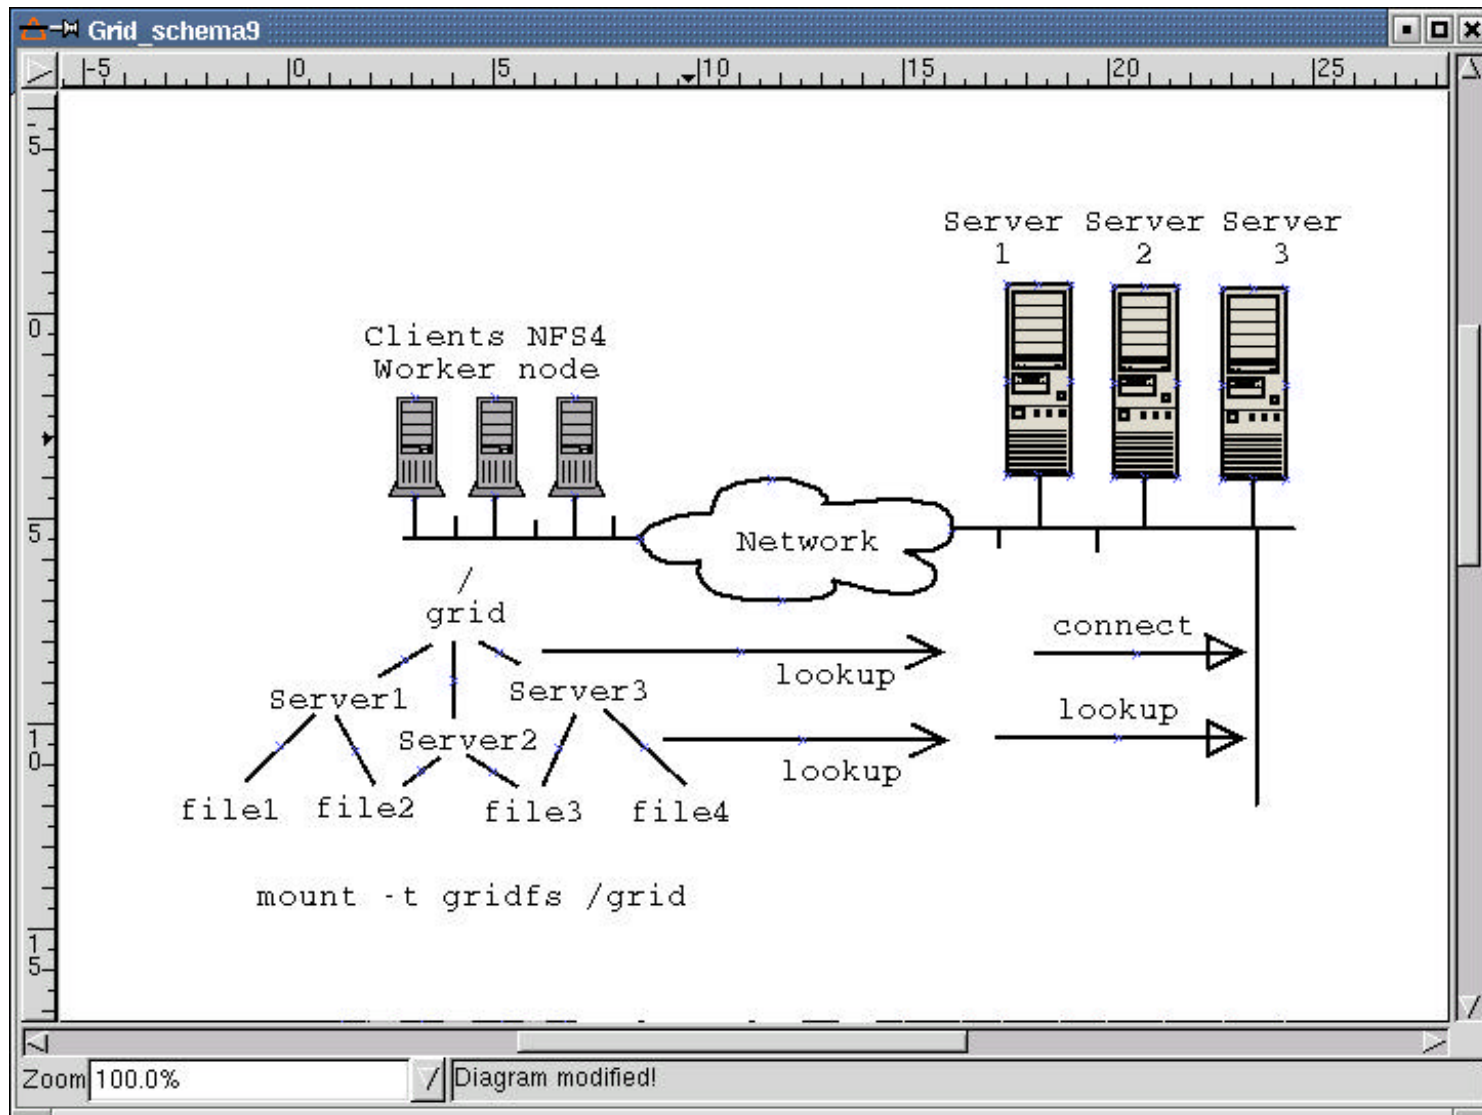 Grid_schema9
-5 0 5 10 15 20 25
-5
0
5
10
15
Server Server Server
1 2 3
Clients NFS4
Worker node
Network
/
grid
connect
lookup
Server1
Server3
lookup
Server2
lookup
file1 file2 file3 file4
mount -t gridfs /grid
Zoom 100.0% Diagram modified!